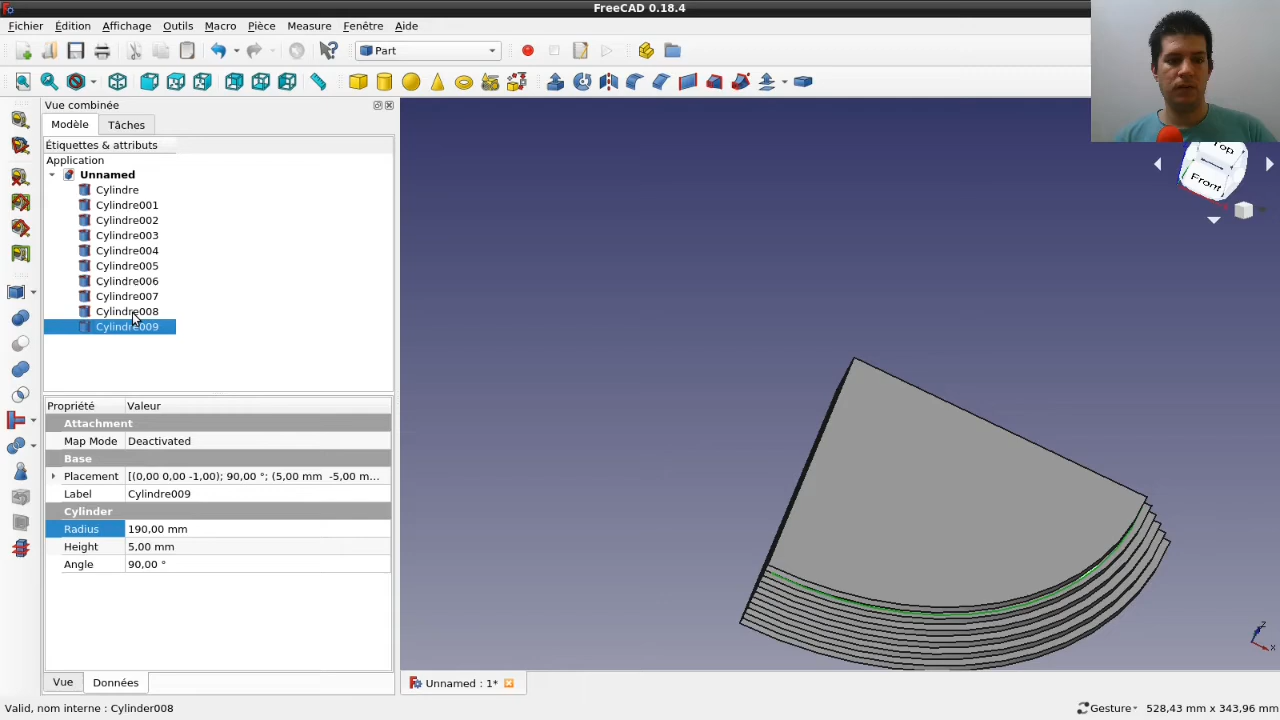 FreeCAD 0.18.4
Fichier Édition Affichage Outils Macro Pièce Measure Fenêtre Aide
Part
Vue combinée
Modèle Tâches
Étiquettes & attributs
Application
Unnamed
Cylindre
Cylindre001
Cylindre002
Cylindre003
Cylindre004
Cylindre005
Cylindre006
Cylindre007
Cylindre008
Cylindre009
Top
Front
Propriété Valeur
Attachment
Map Mode Deactivated
Base
Placement [(0,00 0,00 -1,00); 90,00 °; (5,00 mm -5,00 m...
Label Cylindre009
Cylinder
Radius 190,00 mm
Height 5,00 mm
Angle 90,00 °
Z
X
Vue Données
Unnamed : 1*
Valid, nom interne : Cylinder008 Gesture 528,43 mm x 343,96 mm